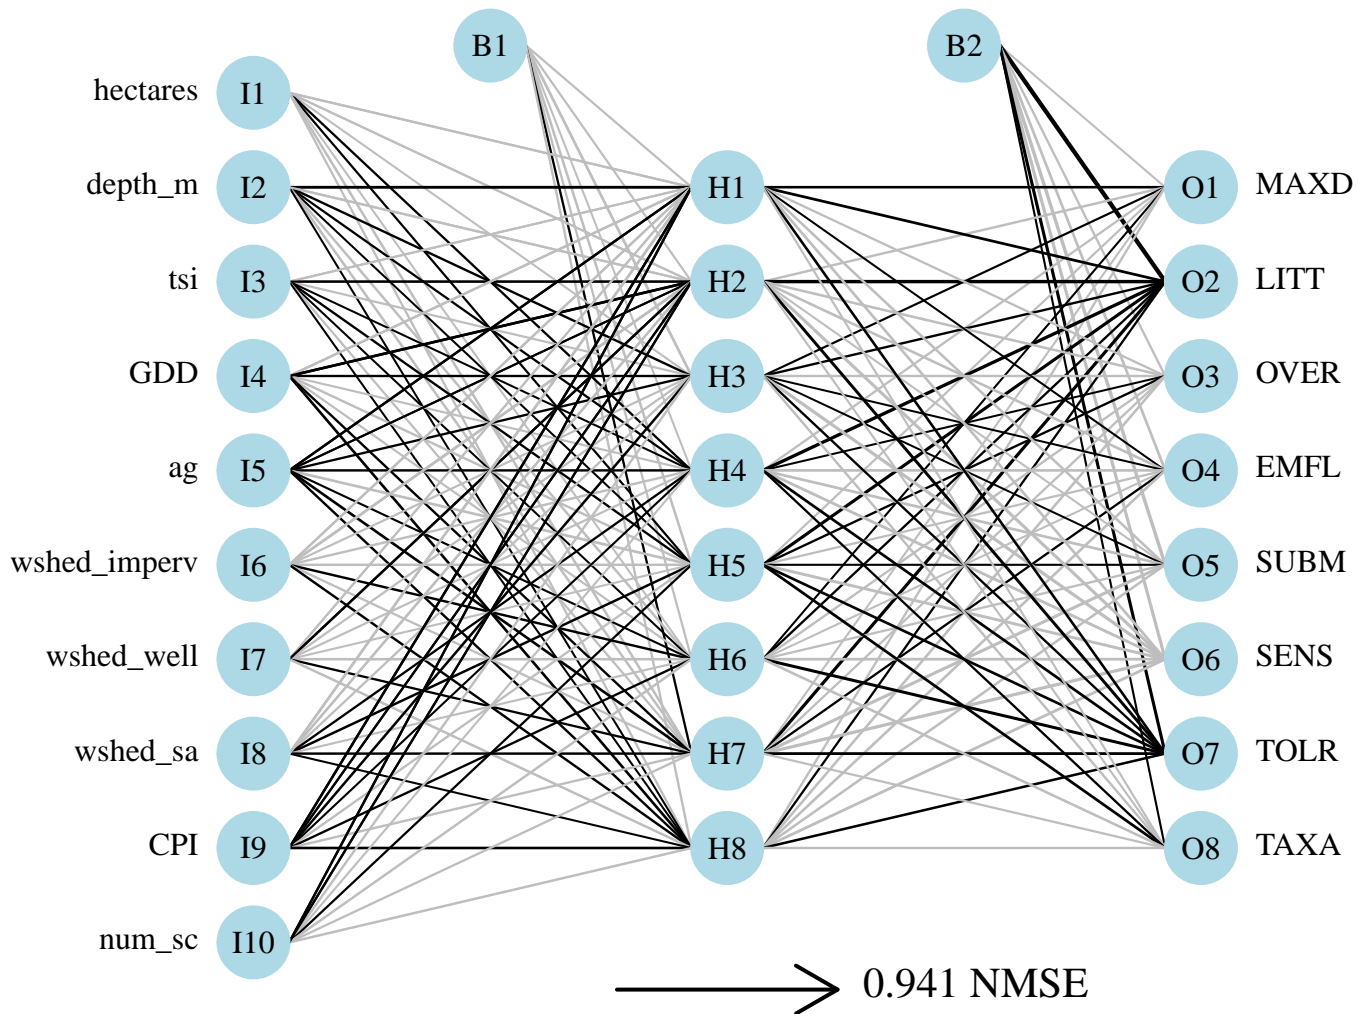 B1 B2
hectares I1
depth_m I2 H1 O1 MAXD
tsi I3 H2 O2 LITT
GDD I4 H3 O3 OVER
ag I5 H4 O4 EMFL
wshed_imperv I6 H5 O5 SUBM
wshed_well I7 H6 O6 SENS
wshed_sa I8 H7 O7 TOLR
CPI I9 H8 O8 TAXA
num_sc I10
0.941 NMSE